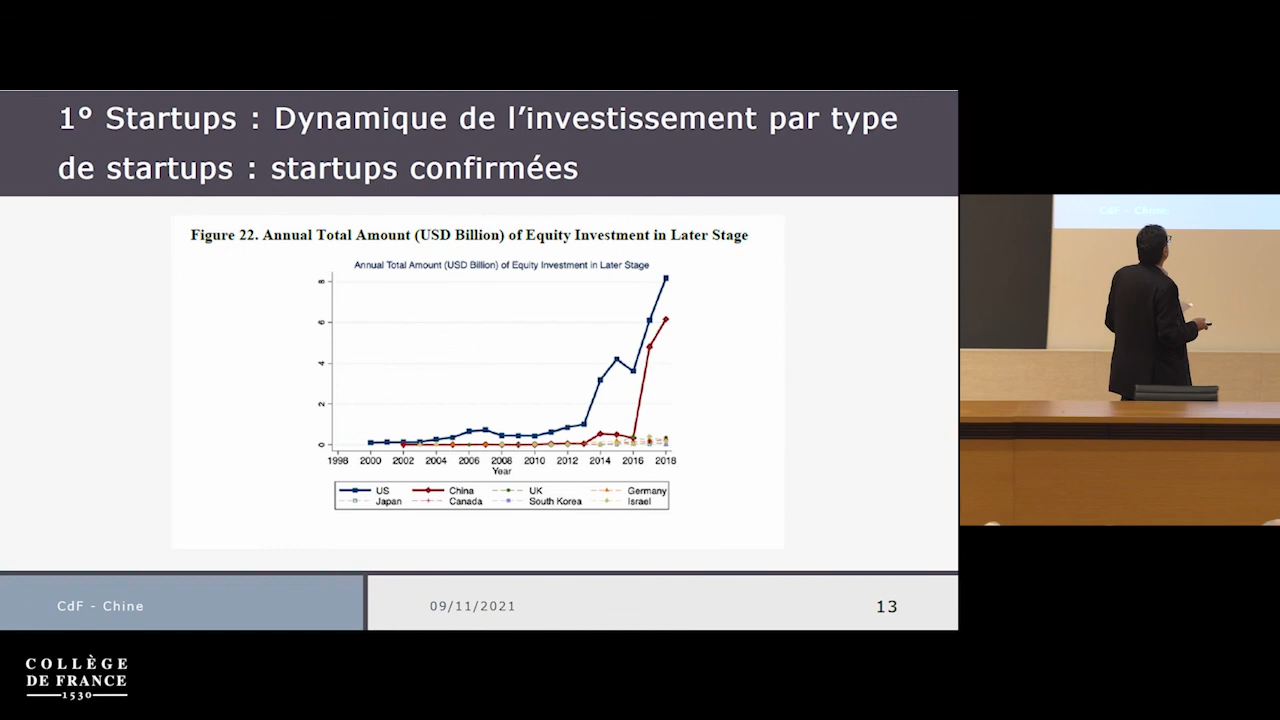 1° Startups : Dynamique de l’investissement par type
de startups : startups confirmées
Figure 22. Annual Total Amount (USD Billion) of Equity Investment in Later Stage
Annual Total Amount (USD Billion) of Equity Investment in Later Stage
8
6
4
2
0
1998 2000 2002 2004 2006 2008 2010 2012 2014 2016 2018
Year
US China UK Germany
Japan Canada South Korea Israel
CdF - Chine 09/11/2021 13
CdF - Chine
COLLÈGE
DE FRANCE
1530